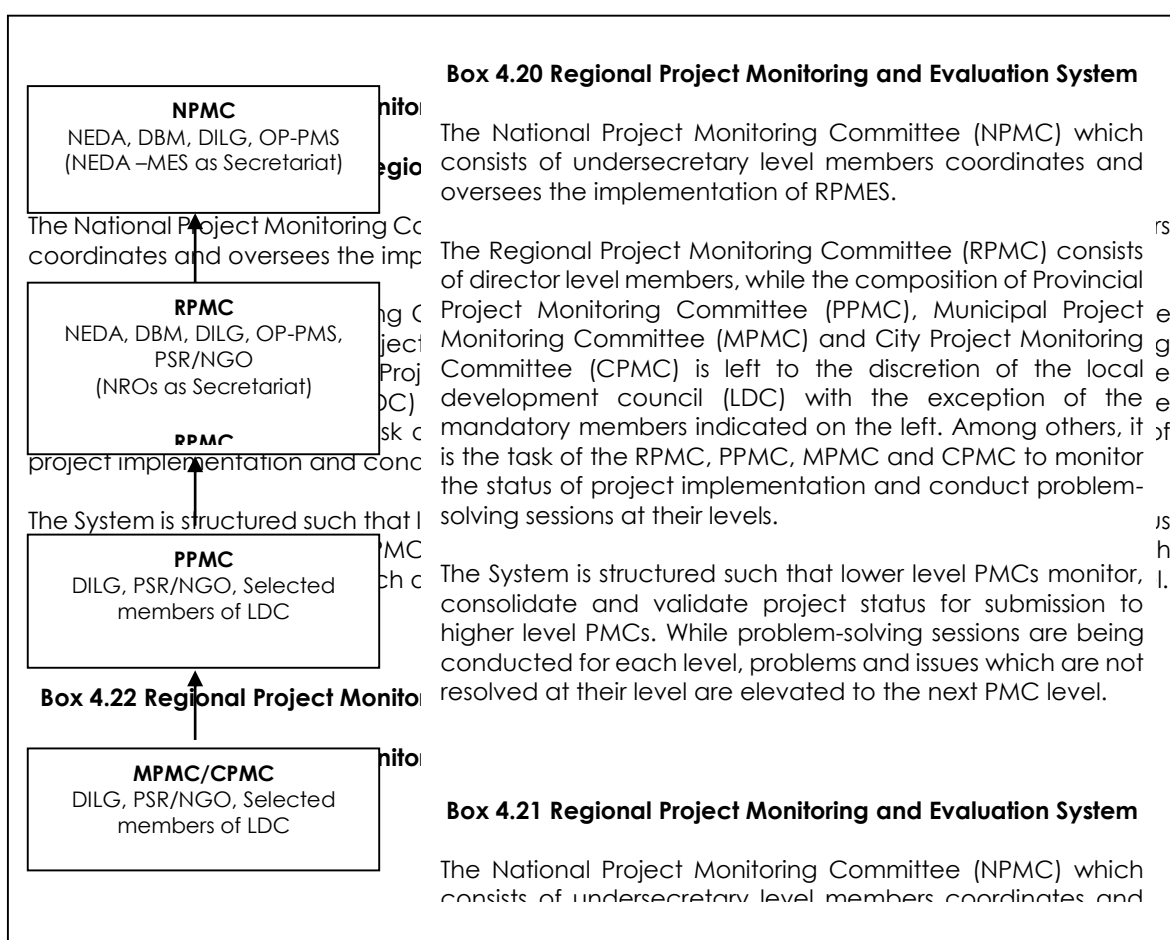 NPMC
NEDA, DBM, DILG, OP-PMS
(NEDA –MES as Secretariat)
The National Project Monitoring
coordinates and oversees the
RPMC
NEDA, DBM, DILG, OP-PMS,
PSR/NGO
(NROs as Secretariat)
RPMC
project implementation and
The System is structured such that
PPMC
DILG, PSR/NGO, Selected
members of LDC
Box 4.22 Regional Project
MPMC/CPMC
DILG, PSR/NGO, Selected
members of LDC
Box 4.20 Regional Project Monitoring and Evaluation System
The National Project Monitoring Committee (NPMC) which
consists of undersecretary level members coordinates and
oversees the implementation of RPMES.
The Regional Project Monitoring Committee (RPMC) consists
of director level members, while the composition of Provincial
Project Monitoring Committee (PPMC), Municipal Project
Monitoring Committee (MPMC) and City Project Monitoring
Committee (CPMC) is left to the discretion of the local
development council (LDC) with the exception of the
mandatory members indicated on the left. Among others, it
is the task of the RPMC, PPMC, MPMC and CPMC to monitor
the status of project implementation and conduct problem-
solving sessions at their levels.
The System is structured such that lower level PMCs monitor,
consolidate and validate project status for submission to
higher level PMCs. While problem-solving sessions are being
conducted for each level, problems and issues which are not
resolved at their level are elevated to the next PMC level.
Box 4.21 Regional Project Monitoring and Evaluation System
The National Project Monitoring Committee (NPMC) which
consists of undersecretary level members coordinates and